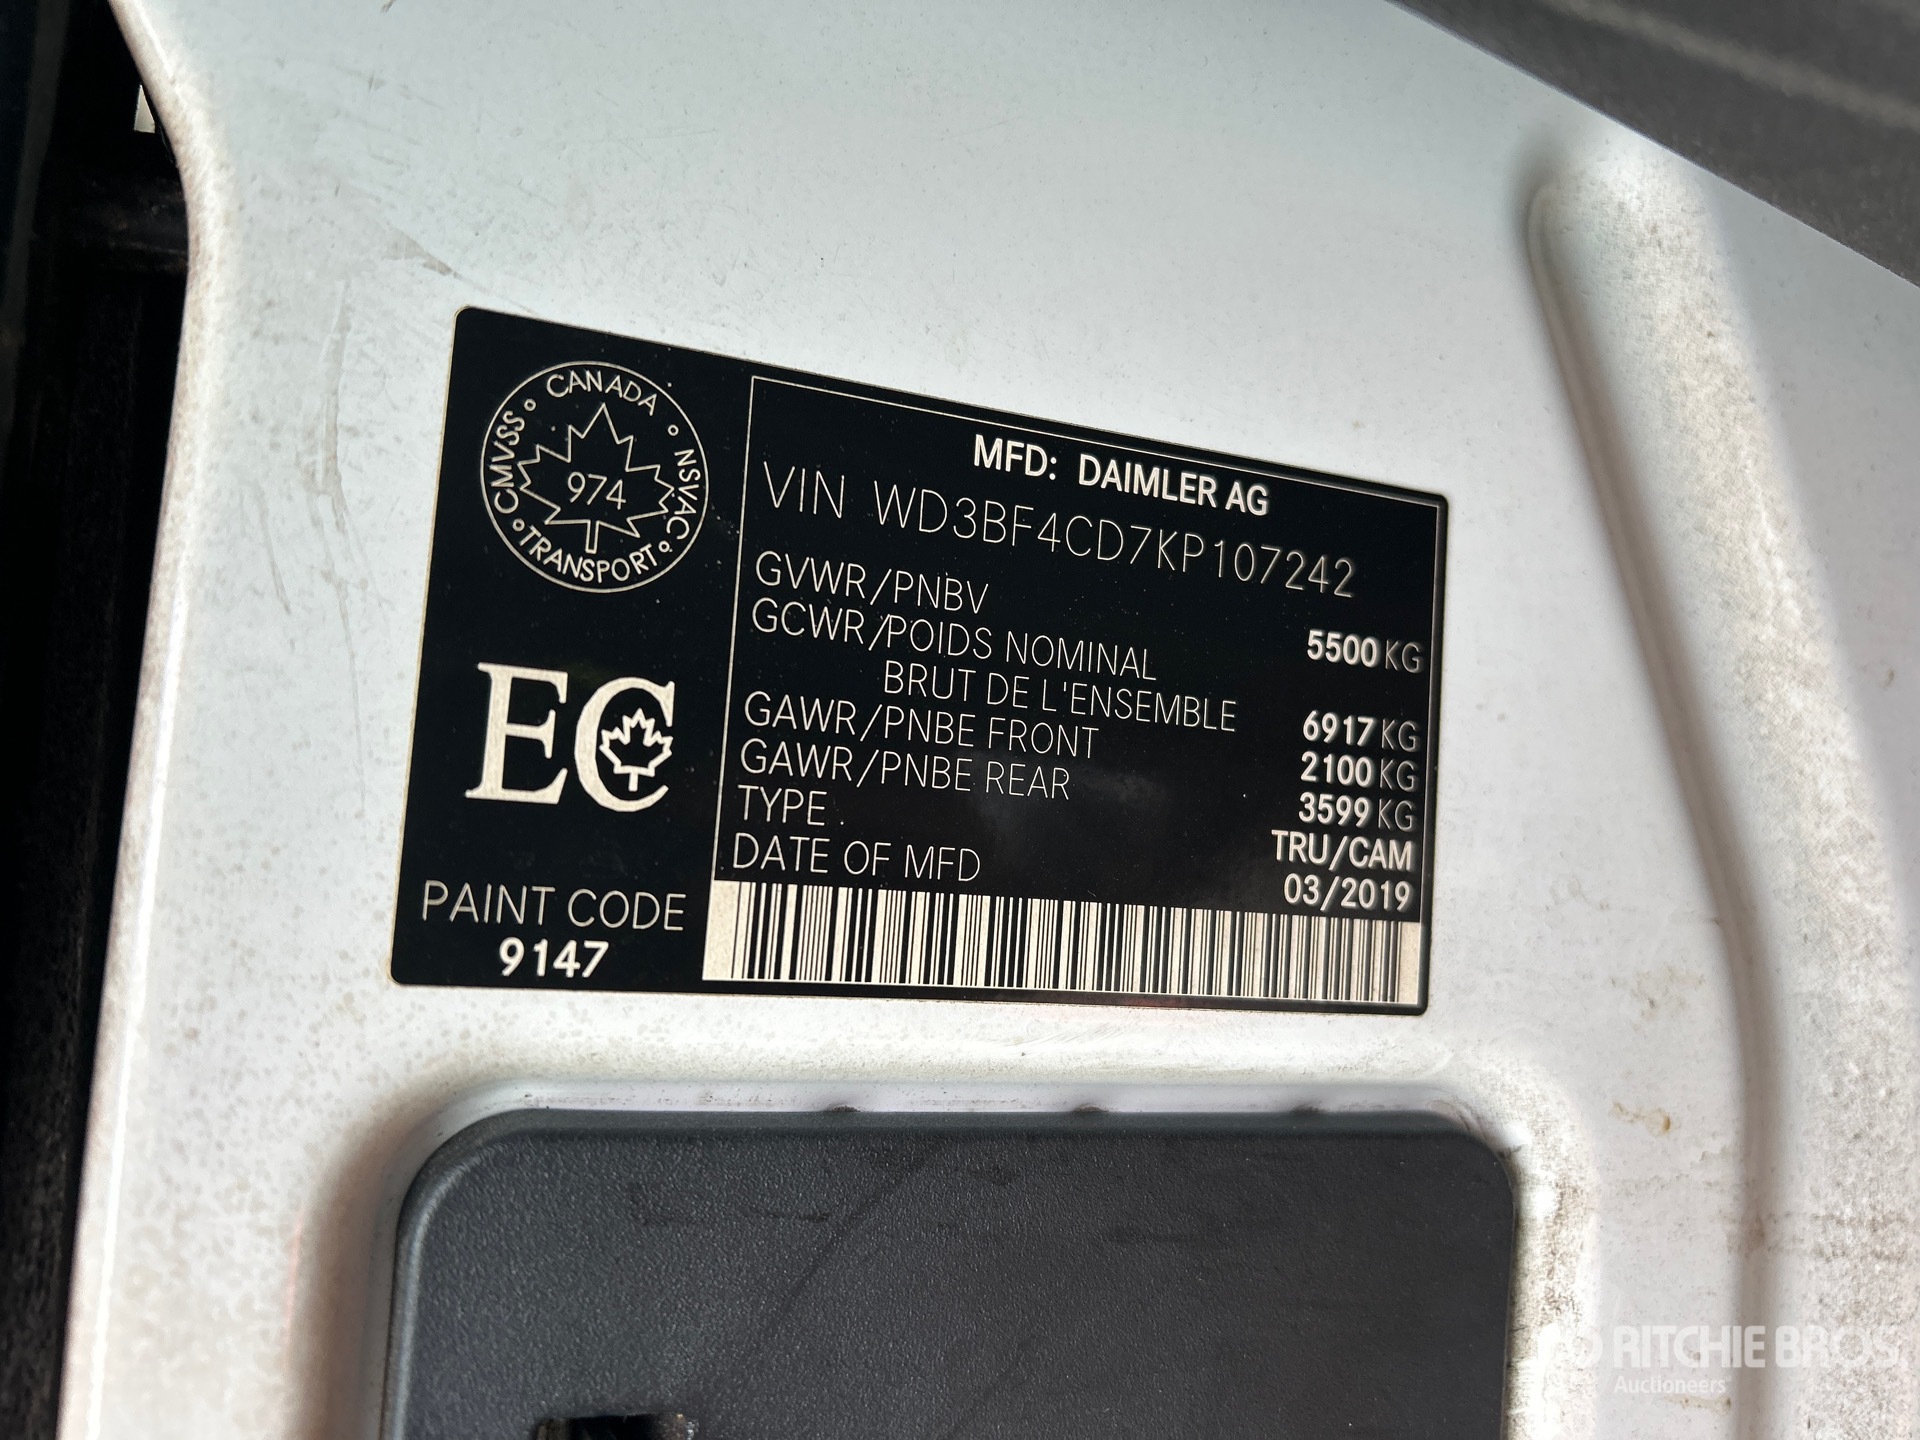 CANADA
NSVAC
TRANSPORT
CMVSS
974
EC
PAINT CODE
9147
MFD: DAIMLER AG
VIN WD3BF4CD7KP107242
GVWR/PNBV 5500 KG
GCWR/POIDS NOMINAL
BRUT DE L'ENSEMBLE 6917 KG
GAWR/PNBE FRONT 2100 KG
GAWR/PNBE REAR 3599 KG
TYPE TRU/CAM
DATE OF MFD 03/2019
RITCHIE BROS.
Auctioneers